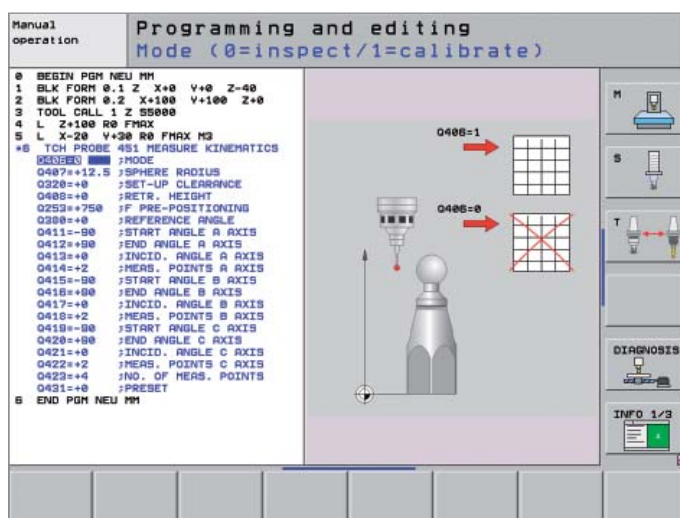 Manual
operation
Programming and editing
Mode (0=inspect/1=calibrate)
0 BEGIN PGM NEU MM
1 BLK FORM 0.1 Z X+0 Y+0 Z-40
2 BLK FORM 0.2 X+100 Y+100 Z+0
3 TOOL CALL 1 Z S5000
4 L Z+100 R0 FMAX
5 L X-20 Y+30 R0 FMAX M3
*6 TCH PROBE 451 MEASURE KINEMATICS
Q406=0 ;MODE
Q407=+12.5 ;SPHERE RADIUS
Q320=+0 ;SET-UP CLEARANCE
Q408=+0 ;RETR. HEIGHT
Q253=+750 ;F PRE-POSITIONING
Q380=+0 ;REFERENCE ANGLE
Q411=-90 ;START ANGLE A AXIS
Q412=+90 ;END ANGLE A AXIS
Q413=+0 ;INCID. ANGLE A AXIS
Q414=+2 ;MEAS. POINTS A AXIS
Q415=-90 ;START ANGLE B AXIS
Q416=+90 ;END ANGLE B AXIS
Q417=+0 ;INCID. ANGLE B AXIS
Q418=+2 ;MEAS. POINTS B AXIS
Q419=-90 ;START ANGLE C AXIS
Q420=+90 ;END ANGLE C AXIS
Q421=+0 ;INCID. ANGLE C AXIS
Q422=+2 ;MEAS. POINTS C AXIS
Q423=+4 ;NO. OF MEAS. POINTS
Q431=+0 ;PRESET
6 END PGM NEU MM
Q406=1
Q406=0
M
S
T
DIAGNOSIS
INFO 1/3